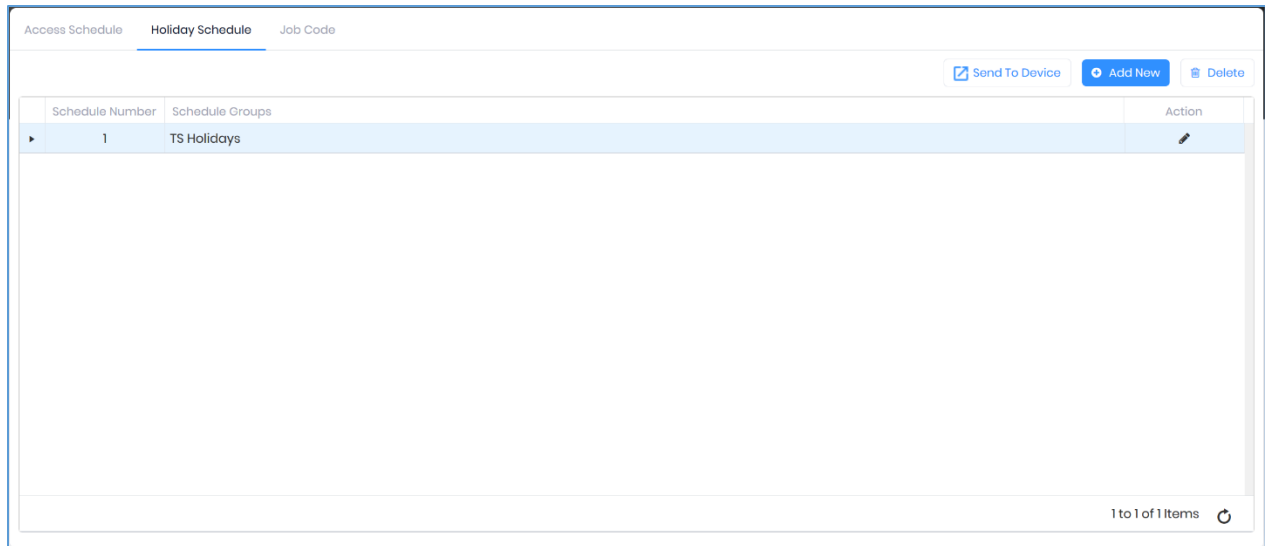 Access Schedule Holiday Schedule Job Code
Send To Device Add New Delete
Schedule Number Schedule Groups Action
1 TS Holidays
1 to 1 of 1 Items